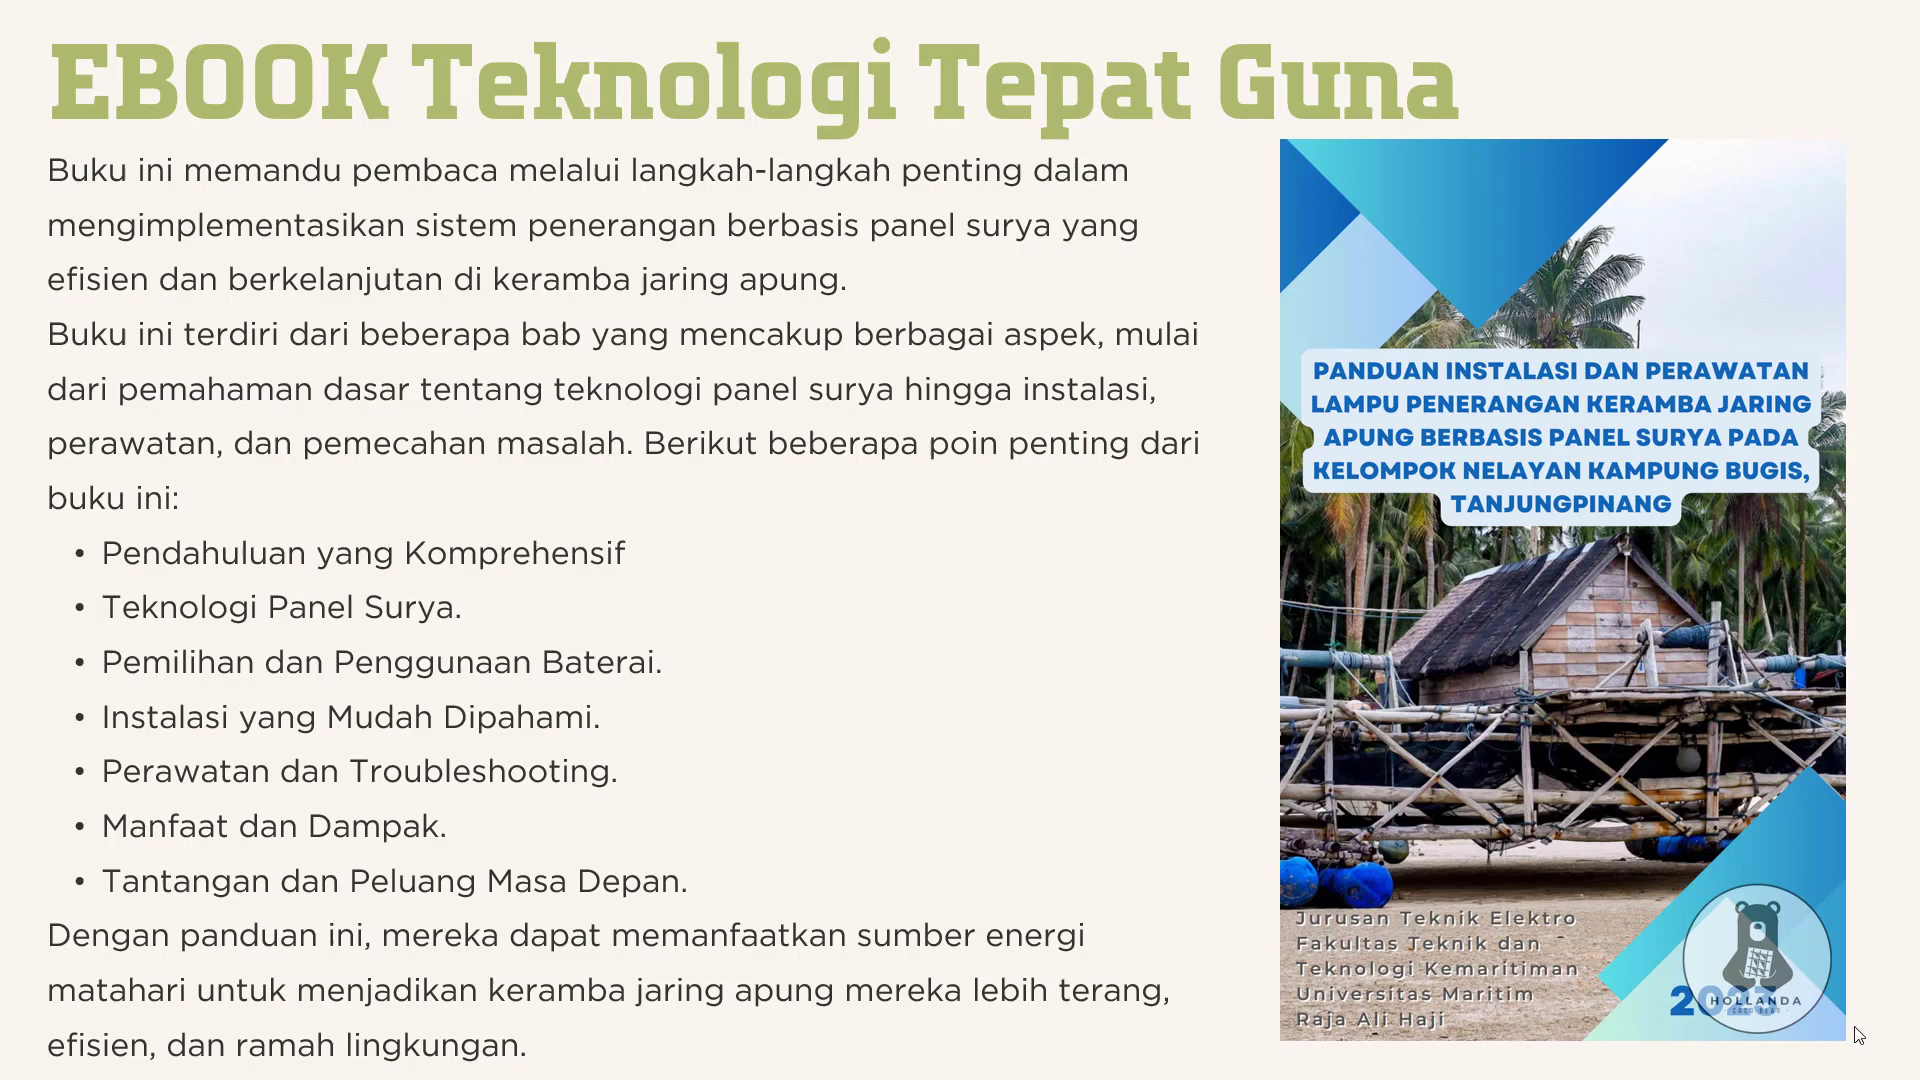 EBOOK Teknologi Tepat Guna
Buku ini memandu pembaca melalui langkah-langkah penting dalam
mengimplementasikan sistem penerangan berbasis panel surya yang
efisien dan berkelanjutan di keramba jaring apung.
Buku ini terdiri dari beberapa bab yang mencakup berbagai aspek, mulai
dari pemahaman dasar tentang teknologi panel surya hingga instalasi,
perawatan, dan pemecahan masalah. Berikut beberapa poin penting dari
buku ini:
• Pendahuluan yang Komprehensif
• Teknologi Panel Surya.
• Pemilihan dan Penggunaan Baterai.
• Instalasi yang Mudah Dipahami.
• Perawatan dan Troubleshooting.
• Manfaat dan Dampak.
• Tantangan dan Peluang Masa Depan.
Dengan panduan ini, mereka dapat memanfaatkan sumber energi
matahari untuk menjadikan keramba jaring apung mereka lebih terang,
efisien, dan ramah lingkungan.
PANDUAN INSTALASI DAN PERAWATAN
LAMPU PENERANGAN KERAMBA JARING
APUNG BERBASIS PANEL SURYA PADA
KELOMPOK NELAYAN KAMPUNG BUGIS,
TANJUNGPINANG
Jurusan Teknik Elektro
Fakultas Teknik dan
Teknologi Kemaritiman
Universitas Maritim
Raja Ali Haji
HOLLANDA